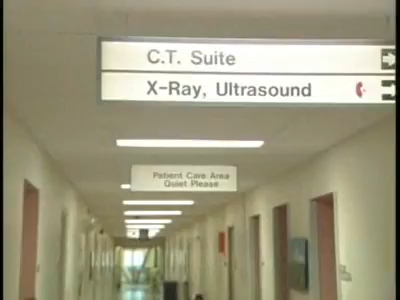 C.T. Suite
X-Ray, Ultrasound
Patient Care Area
Quiet Please